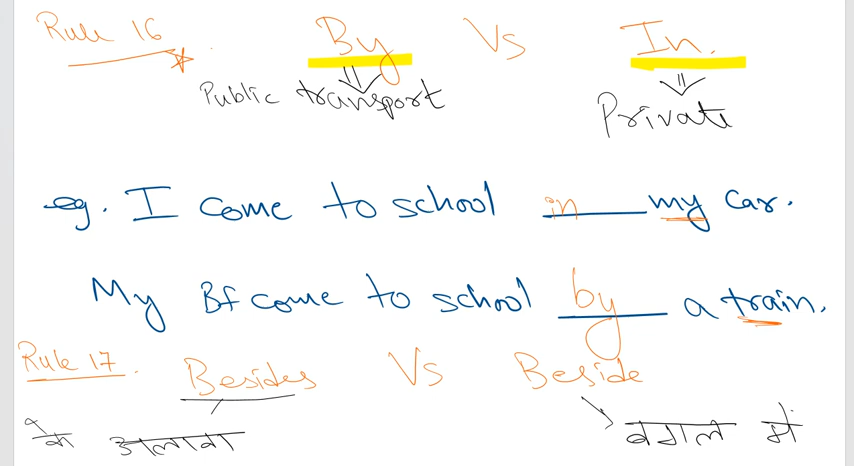 Rule 16 By Vs In.
Public transport Private
eg. I come to school in my car.
My Bf come to school by a train.
Rule 17. Besides Vs Beside
के अलावा बगल में